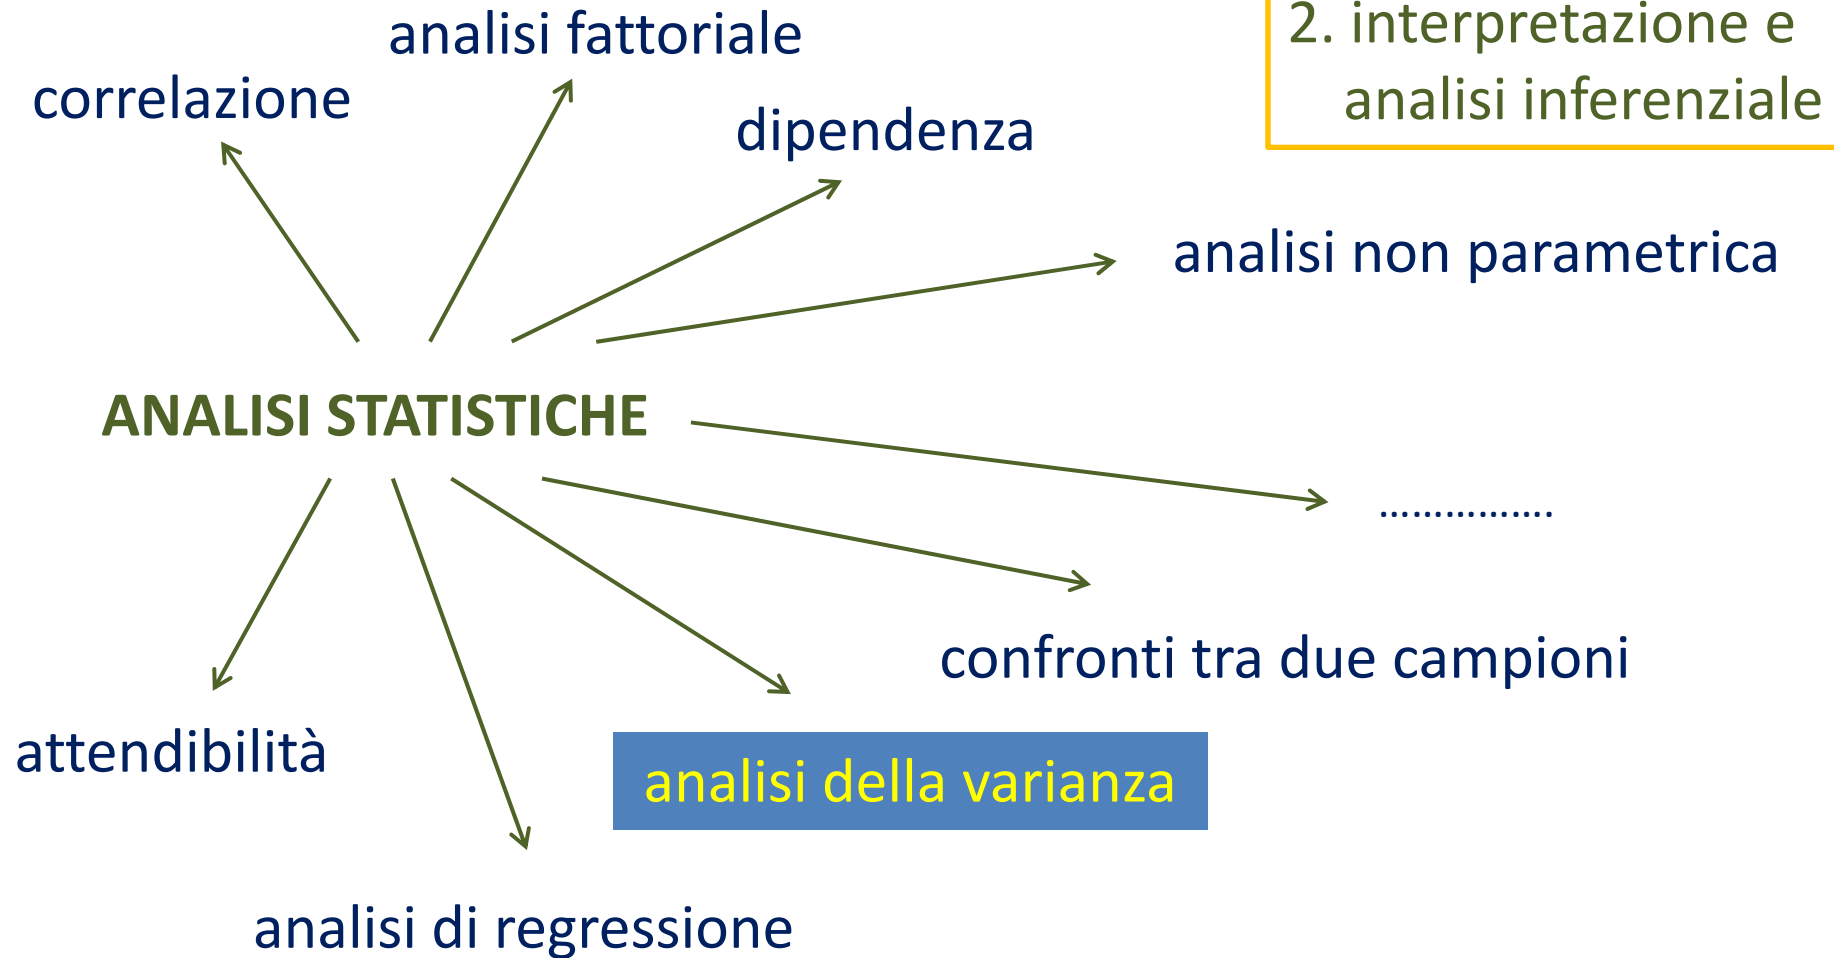 analisi fattoriale
2. interpretazione e
analisi inferenziale
correlazione
dipendenza
analisi non parametrica
ANALISI STATISTICHE
…………….
confronti tra due campioni
attendibilità
analisi della varianza
analisi di regressione